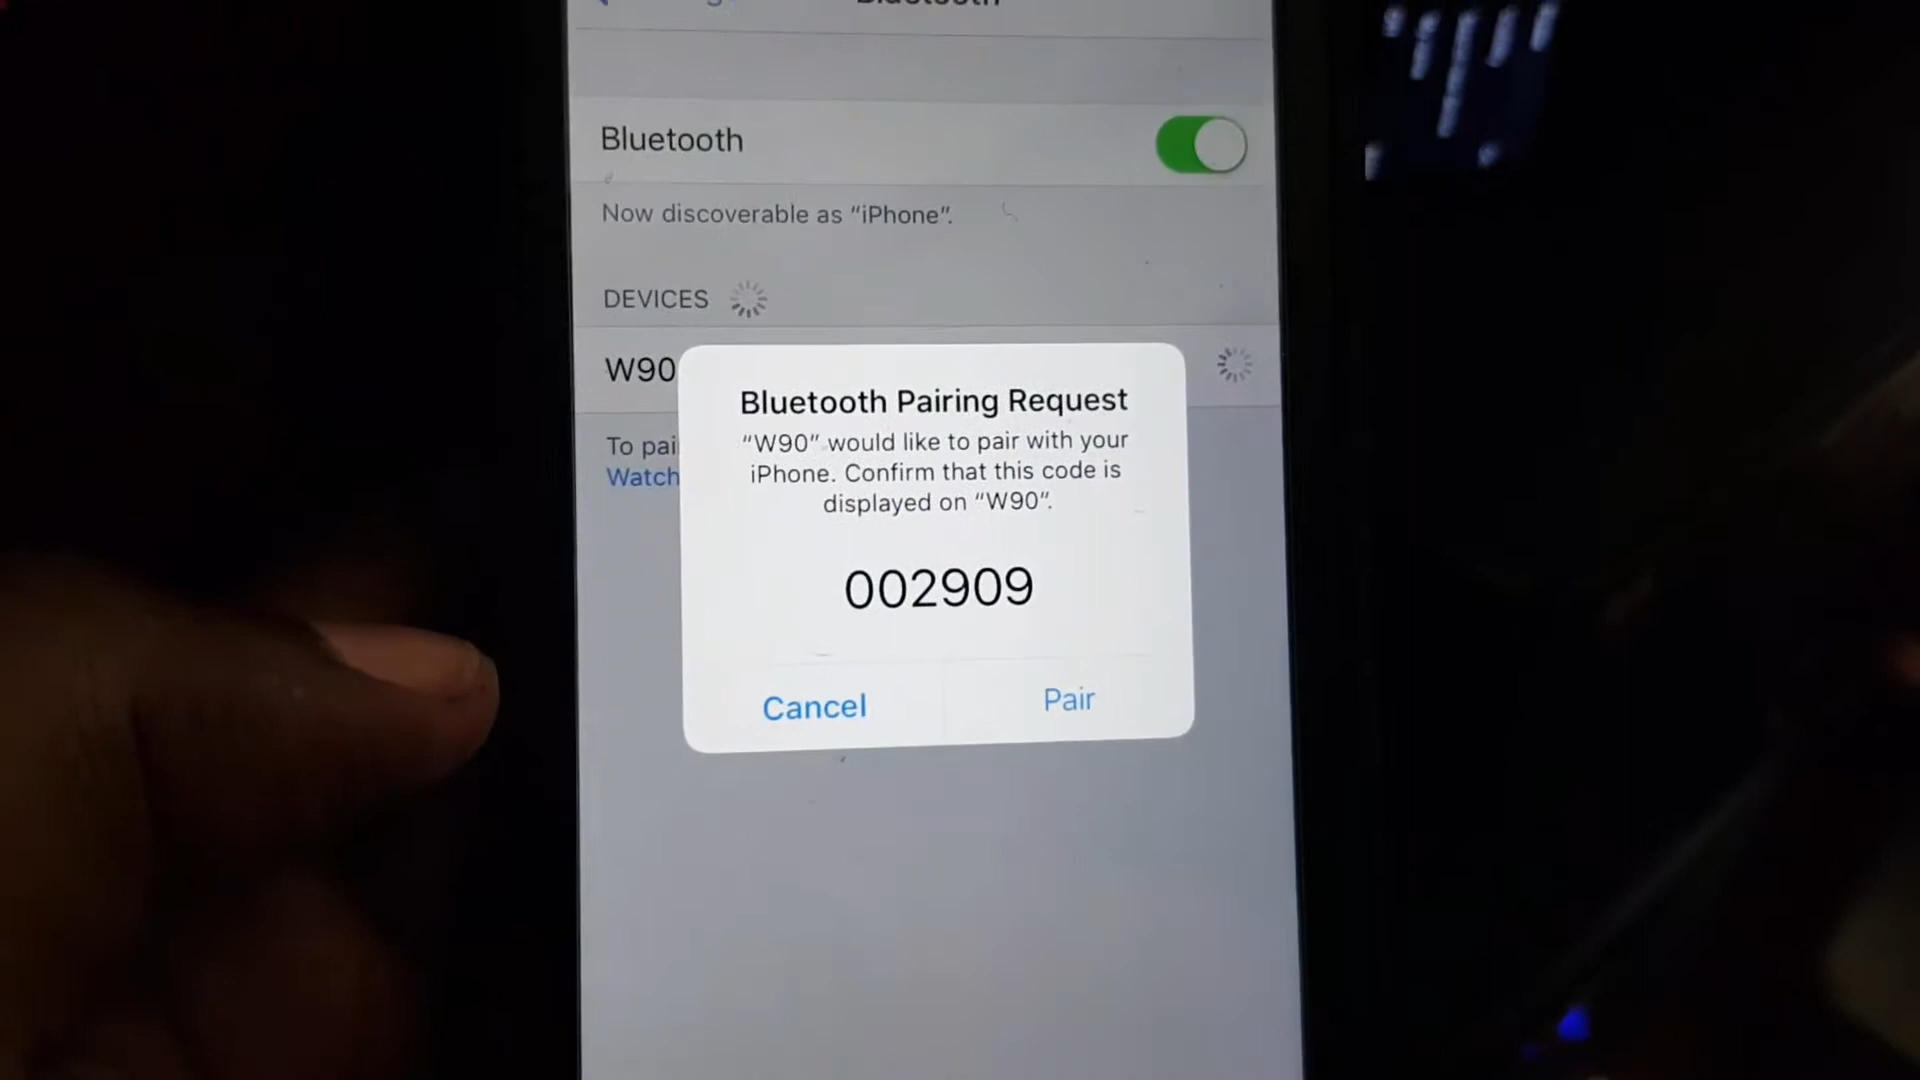 Bluetooth
Bluetooth
Now discoverable as “iPhone”.
DEVICES
W90
To pai
Watch
Bluetooth Pairing Request
“W90” would like to pair with your
iPhone. Confirm that this code is
displayed on “W90”.
002909
Cancel
Pair